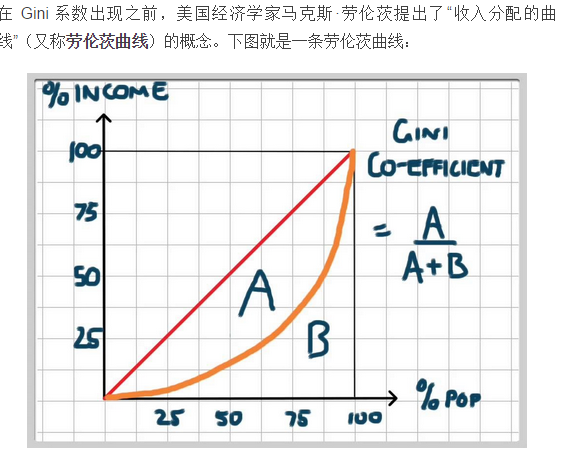 在 Gini 系数出现之前，美国经济学家马克斯·劳伦茨提出了“收入分配的曲
线”（又称劳伦茨曲线）的概念。下图就是一条劳伦茨曲线：
% INCOME
100
75
50
25
A
B
25 50 75 100
% POP
GINI
CO-EFFICIENT
= A
A+B